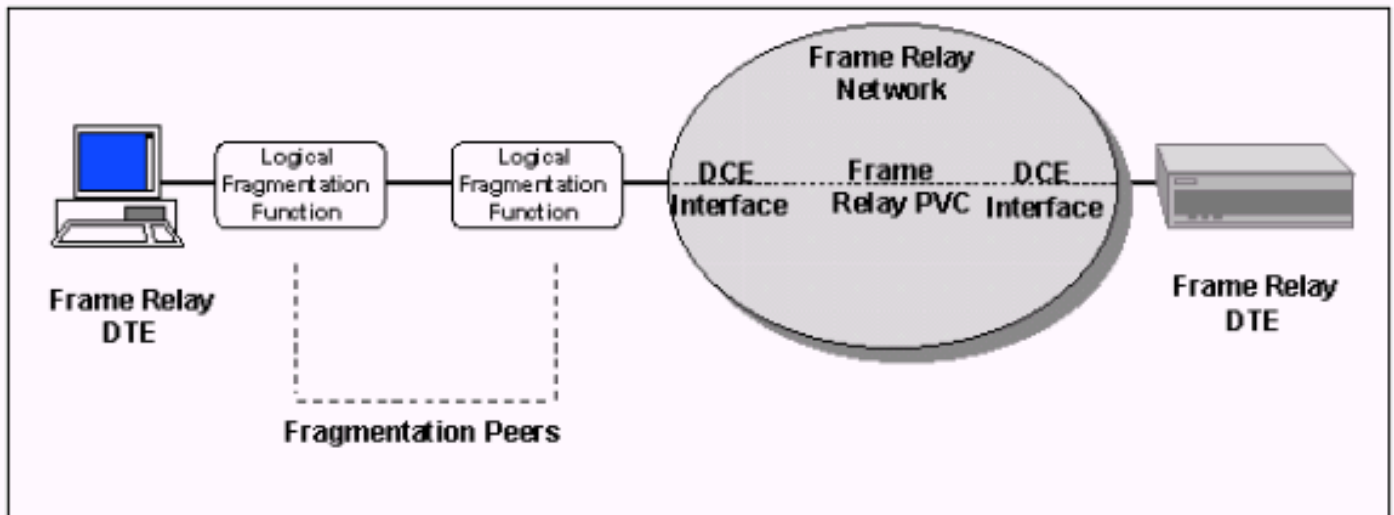 Frame Relay
Network
Logical
Fragmentation
Function
Logical
Fragmentation
Function
DCE
Interface
Frame
Relay PVC
DCE
Interface
Frame Relay
DTE
Frame Relay
DTE
Fragmentation Peers